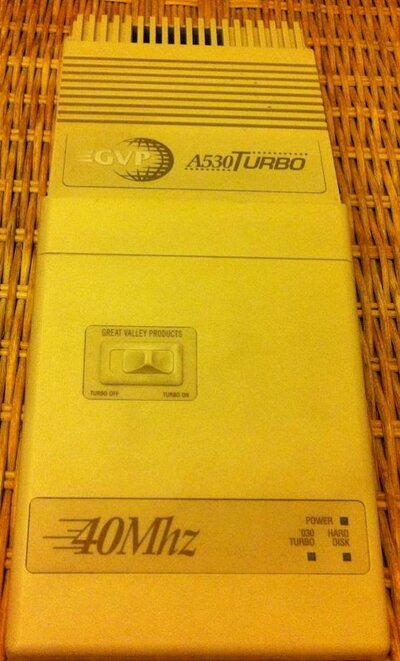 GVP A530TURBO
GREAT VALLEY PRODUCTS
TURBO OFF TURBO ON
40Mhz
POWER
'030 HARD
TURBO DISK